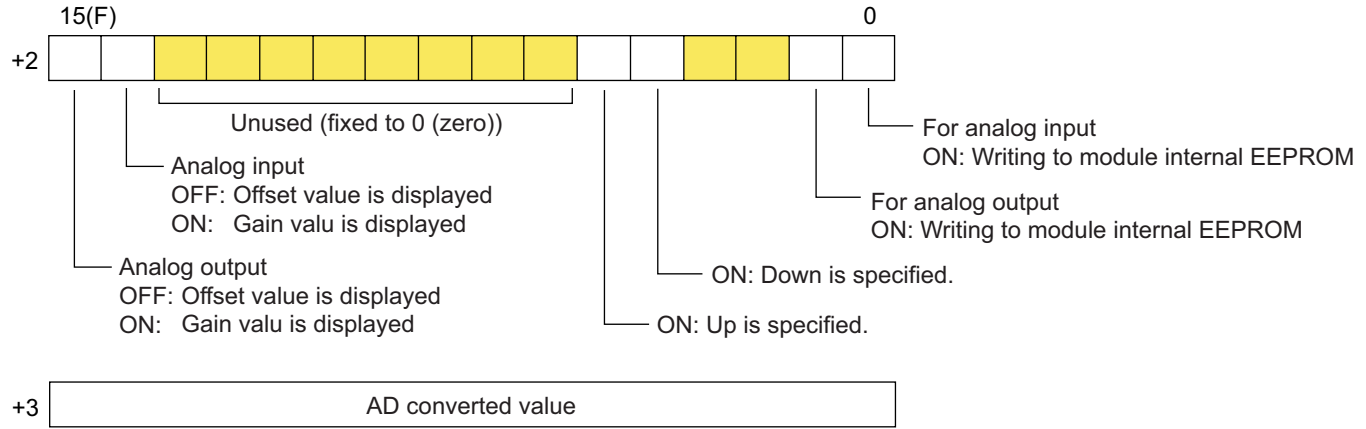 15(F) 0
+2
Unused (fixed to 0 (zero))
For analog input
ON: Writing to module internal EEPROM
Analog input
OFF: Offset value is displayed
ON: Gain valu is displayed
For analog output
ON: Writing to module internal EEPROM
Analog output
OFF: Offset value is displayed
ON: Gain valu is displayed
ON: Down is specified.
ON: Up is specified.
+3 AD converted value